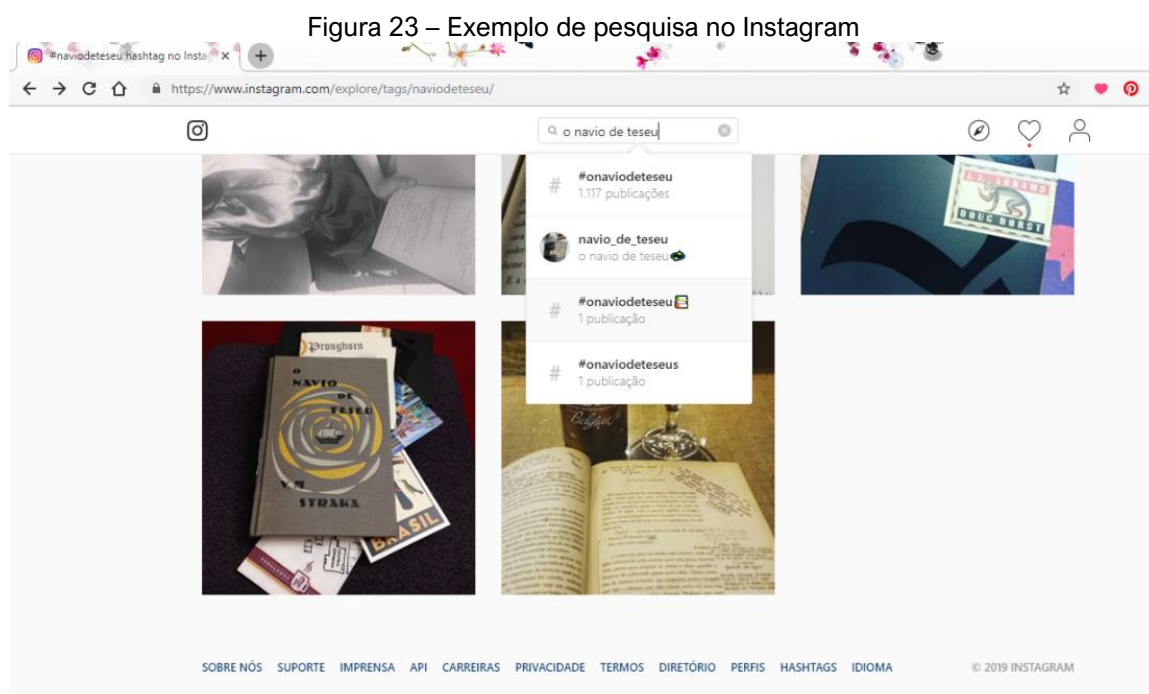 Figura 23 – Exemplo de pesquisa no Instagram
#naviodeteseu hashtag no Insta
https://www.instagram.com/explore/tags/naviodeteseu/
o navio de teseu
#onaviodeteseu
1.117 publicações
navio_de_teseu
o navio de teseu
#onaviodeteseu
1 publicação
#onaviodeteseus
1 publicação
J.J. ABRAMS
DOUG DORST
Pronghorn
O
NAVIO
DE
TESEU
V M
STRAKA
BRASIL
Belgian
SOBRE NÓS SUPORTE IMPRENSA API CARREIRAS PRIVACIDADE TERMOS DIRETÓRIO PERFIS HASHTAGS IDIOMA © 2019 INSTAGRAM